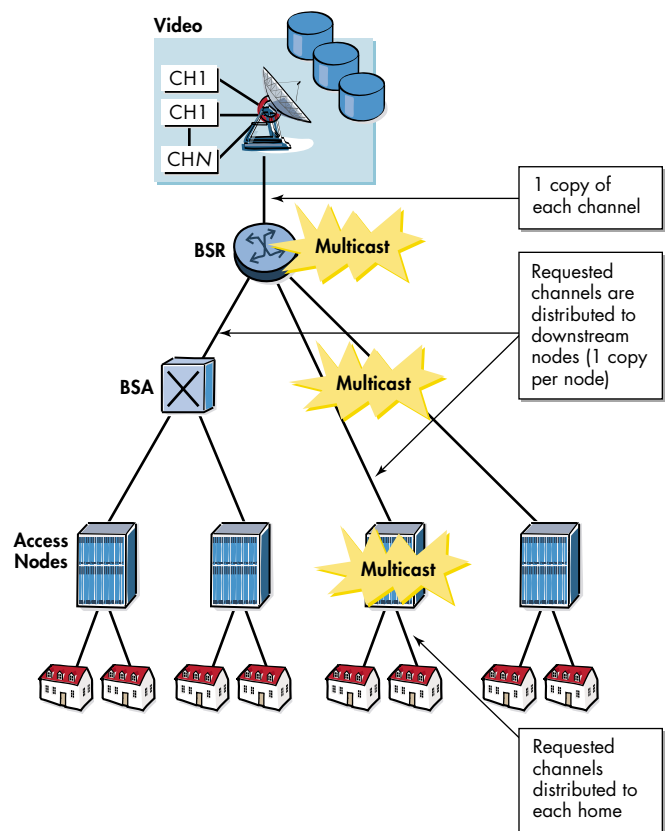 Video
CH1
CH1
CHN
1 copy of
each channel
BSR
Multicast
Requested
channels are
distributed to
downstream
nodes (1 copy
per node)
BSA
Multicast
Access
Nodes
Multicast
Requested
channels
distributed to
each home